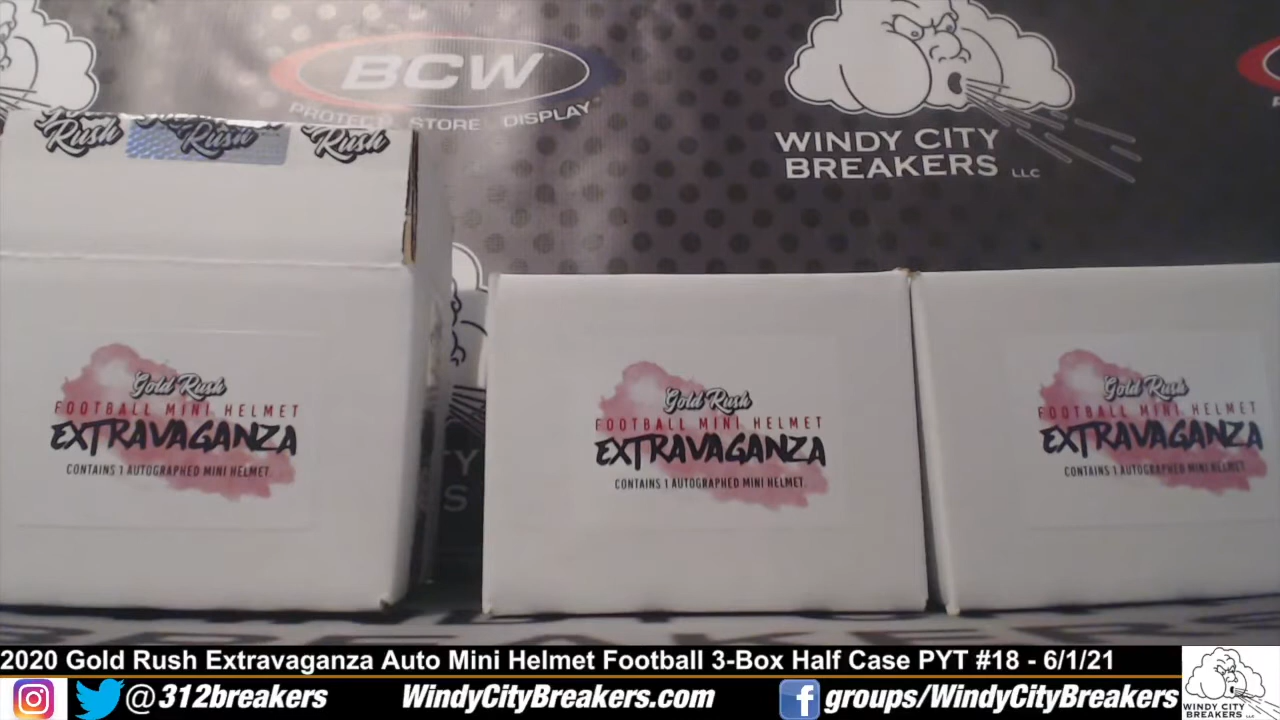 BCW
PROTECT STORE DISPLAY
WINDY CITY
BREAKERS LLC
Rush Rush Rush
Gold Rush
FOOTBALL MINI HELMET
EXTRAVAGANZA
CONTAINS 1 AUTOGRAPHED MINI HELMET
Gold Rush
FOOTBALL MINI HELMET
EXTRAVAGANZA
CONTAINS 1 AUTOGRAPHED MINI HELMET
Gold Rush
FOOTBALL MINI HELMET
EXTRAVAGANZA
CONTAINS 1 AUTOGRAPHED MINI HELMET
2020 Gold Rush Extravaganza Auto Mini Helmet Football 3-Box Half Case PYT #18 - 6/1/21
@312breakers WindyCityBreakers.com groups/WindyCityBreakers
WINDY CITY
BREAKERS LLC